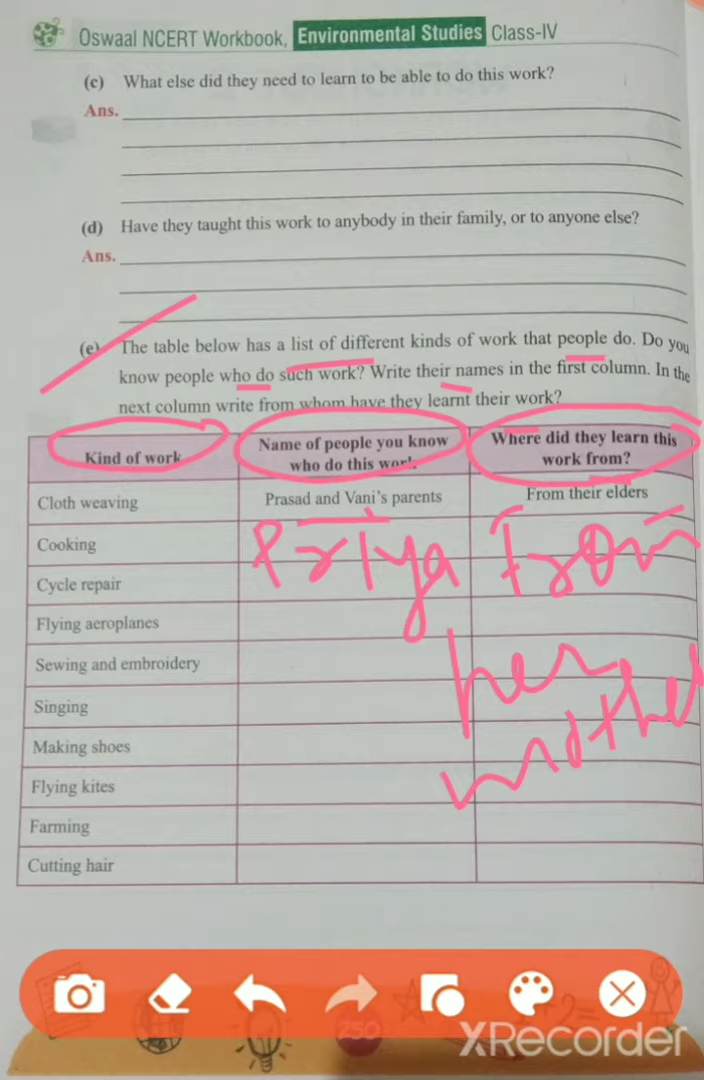 Oswaal NCERT Workbook, Environmental Studies Class-IV
(c) What else did they need to learn to be able to do this work?
Ans.
(d) Have they taught this work to anybody in their family, or to anyone else?
Ans.
(e) The table below has a list of different kinds of work that people do. Do you
know people who do such work? Write their names in the first column. In the
next column write from whom have they learnt their work?
Kind of work
Name of people you know
who do this work.
Where did they learn this
work from?
Cloth weaving
Prasad and Vani's parents
From their elders
Cooking
Priya
From
her
mother
Cycle repair
Flying aeroplanes
Sewing and embroidery
Singing
Making shoes
Flying kites
Farming
Cutting hair
250
XRecorder